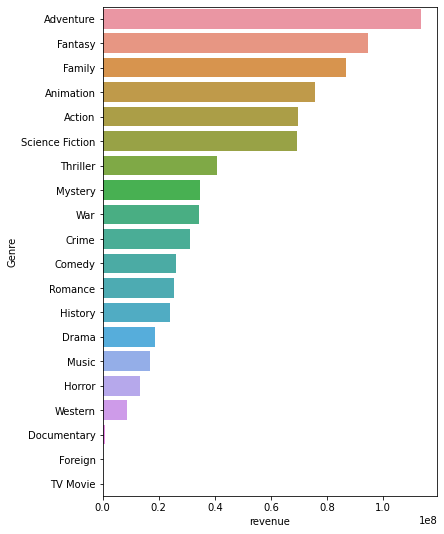 Adventure
Fantasy
Family
Animation
Action
Science Fiction
Thriller
Mystery
War
Crime
Comedy
Romance
History
Drama
Music
Horror
Western
Documentary
Foreign
TV Movie
Genre
0.0 0.2 0.4 0.6 0.8 1.0
revenue
1e8